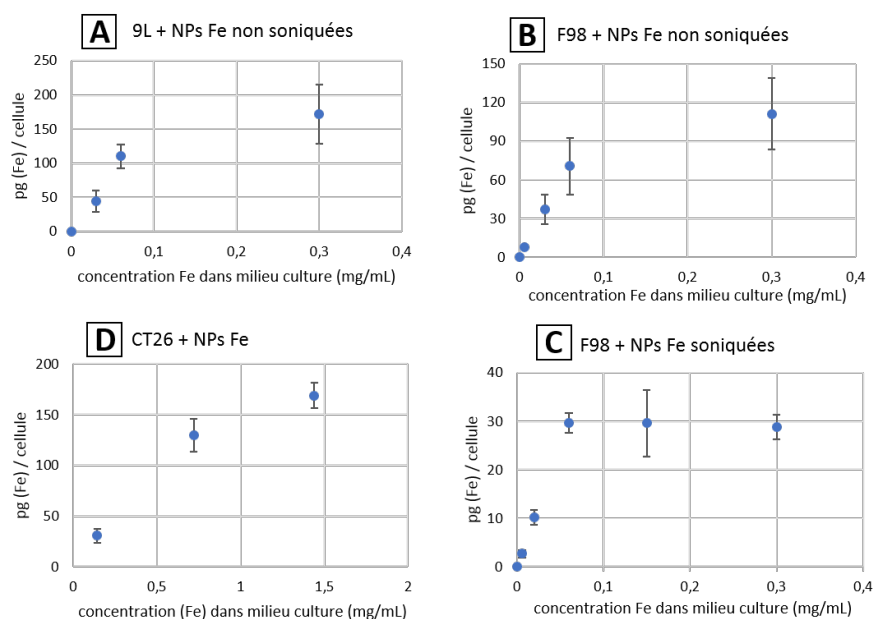 A 9L + NPs Fe non soniquées
250
200
150
100
50
0
pg (Fe) / cellule
0 0,1 0,2 0,3 0,4
concentration Fe dans milieu culture (mg/mL)
B F98 + NPs Fe non soniquées
150
120
90
60
30
0
pg (Fe) / cellule
0 0,1 0,2 0,3 0,4
concentration Fe dans milieu culture (mg/mL)
D CT26 + NPs Fe
200
150
100
50
0
pg (Fe) / cellule
0 0,5 1 1,5 2
concentration (Fe) dans milieu culture (mg/mL)
C F98 + NPs Fe soniquées
40
30
20
10
0
pg (Fe) / cellule
0 0,1 0,2 0,3 0,4
concentration Fe dans milieu culture (mg/mL)